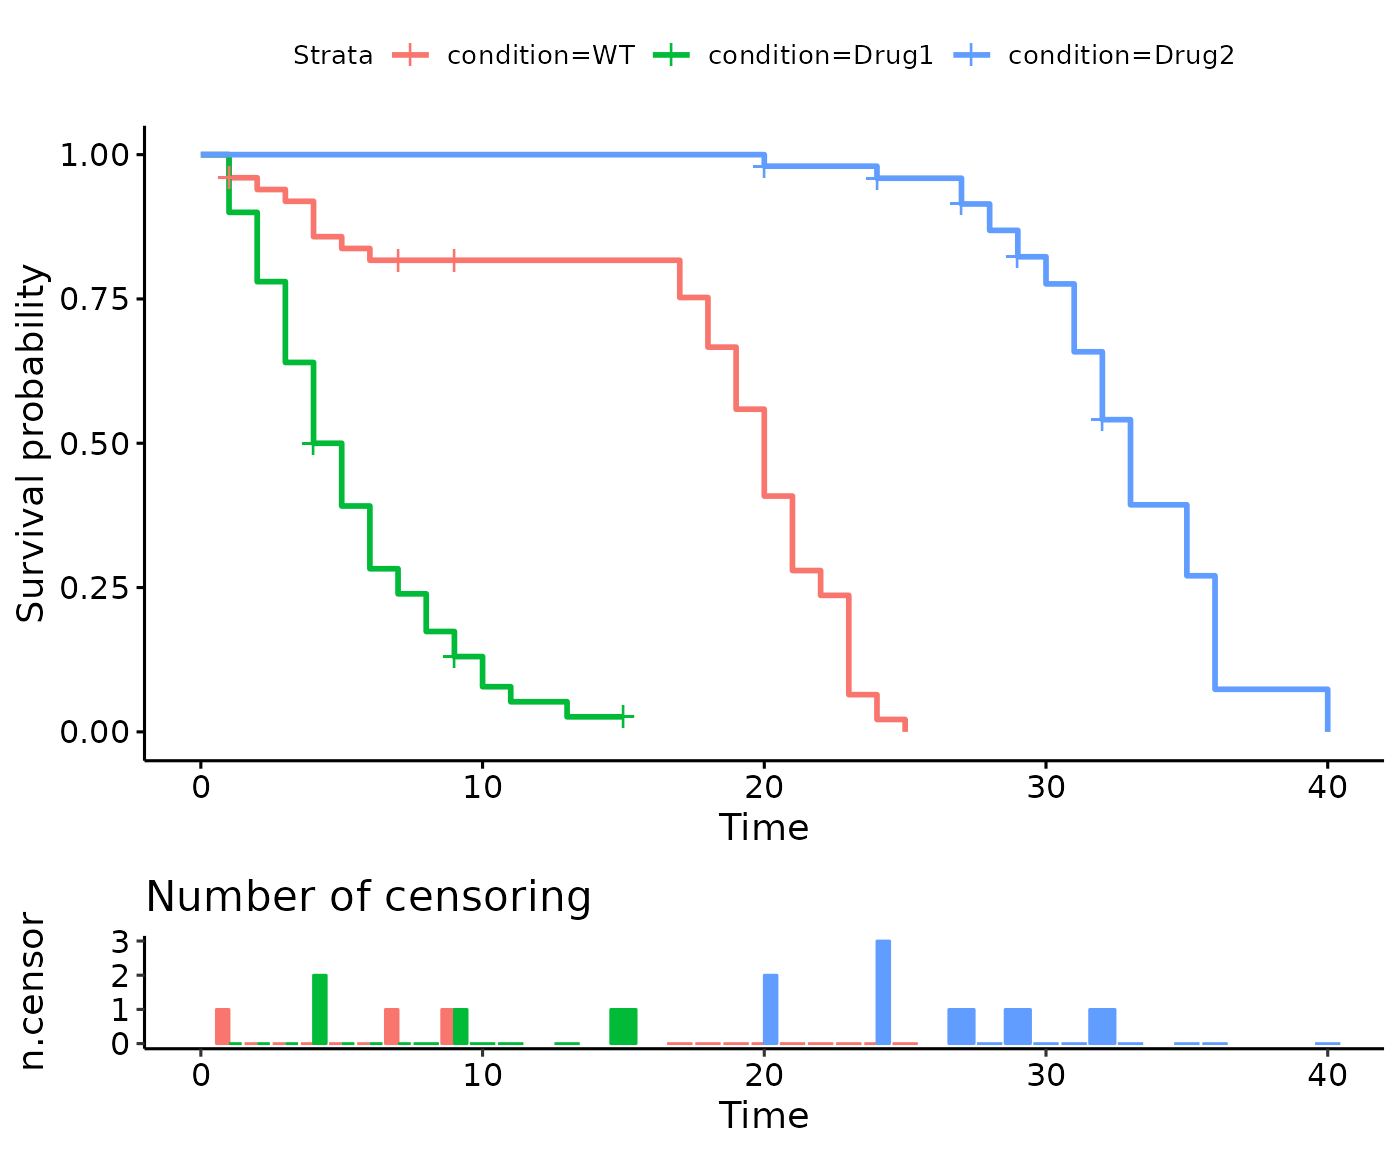 Strata condition=WT condition=Drug1 condition=Drug2
Survival probability
1.00
0.75
0.50
0.25
0.00
0 10 20 30 40
Time
Number of censoring
n.censor
3
2
1
0
0 10 20 30 40
Time